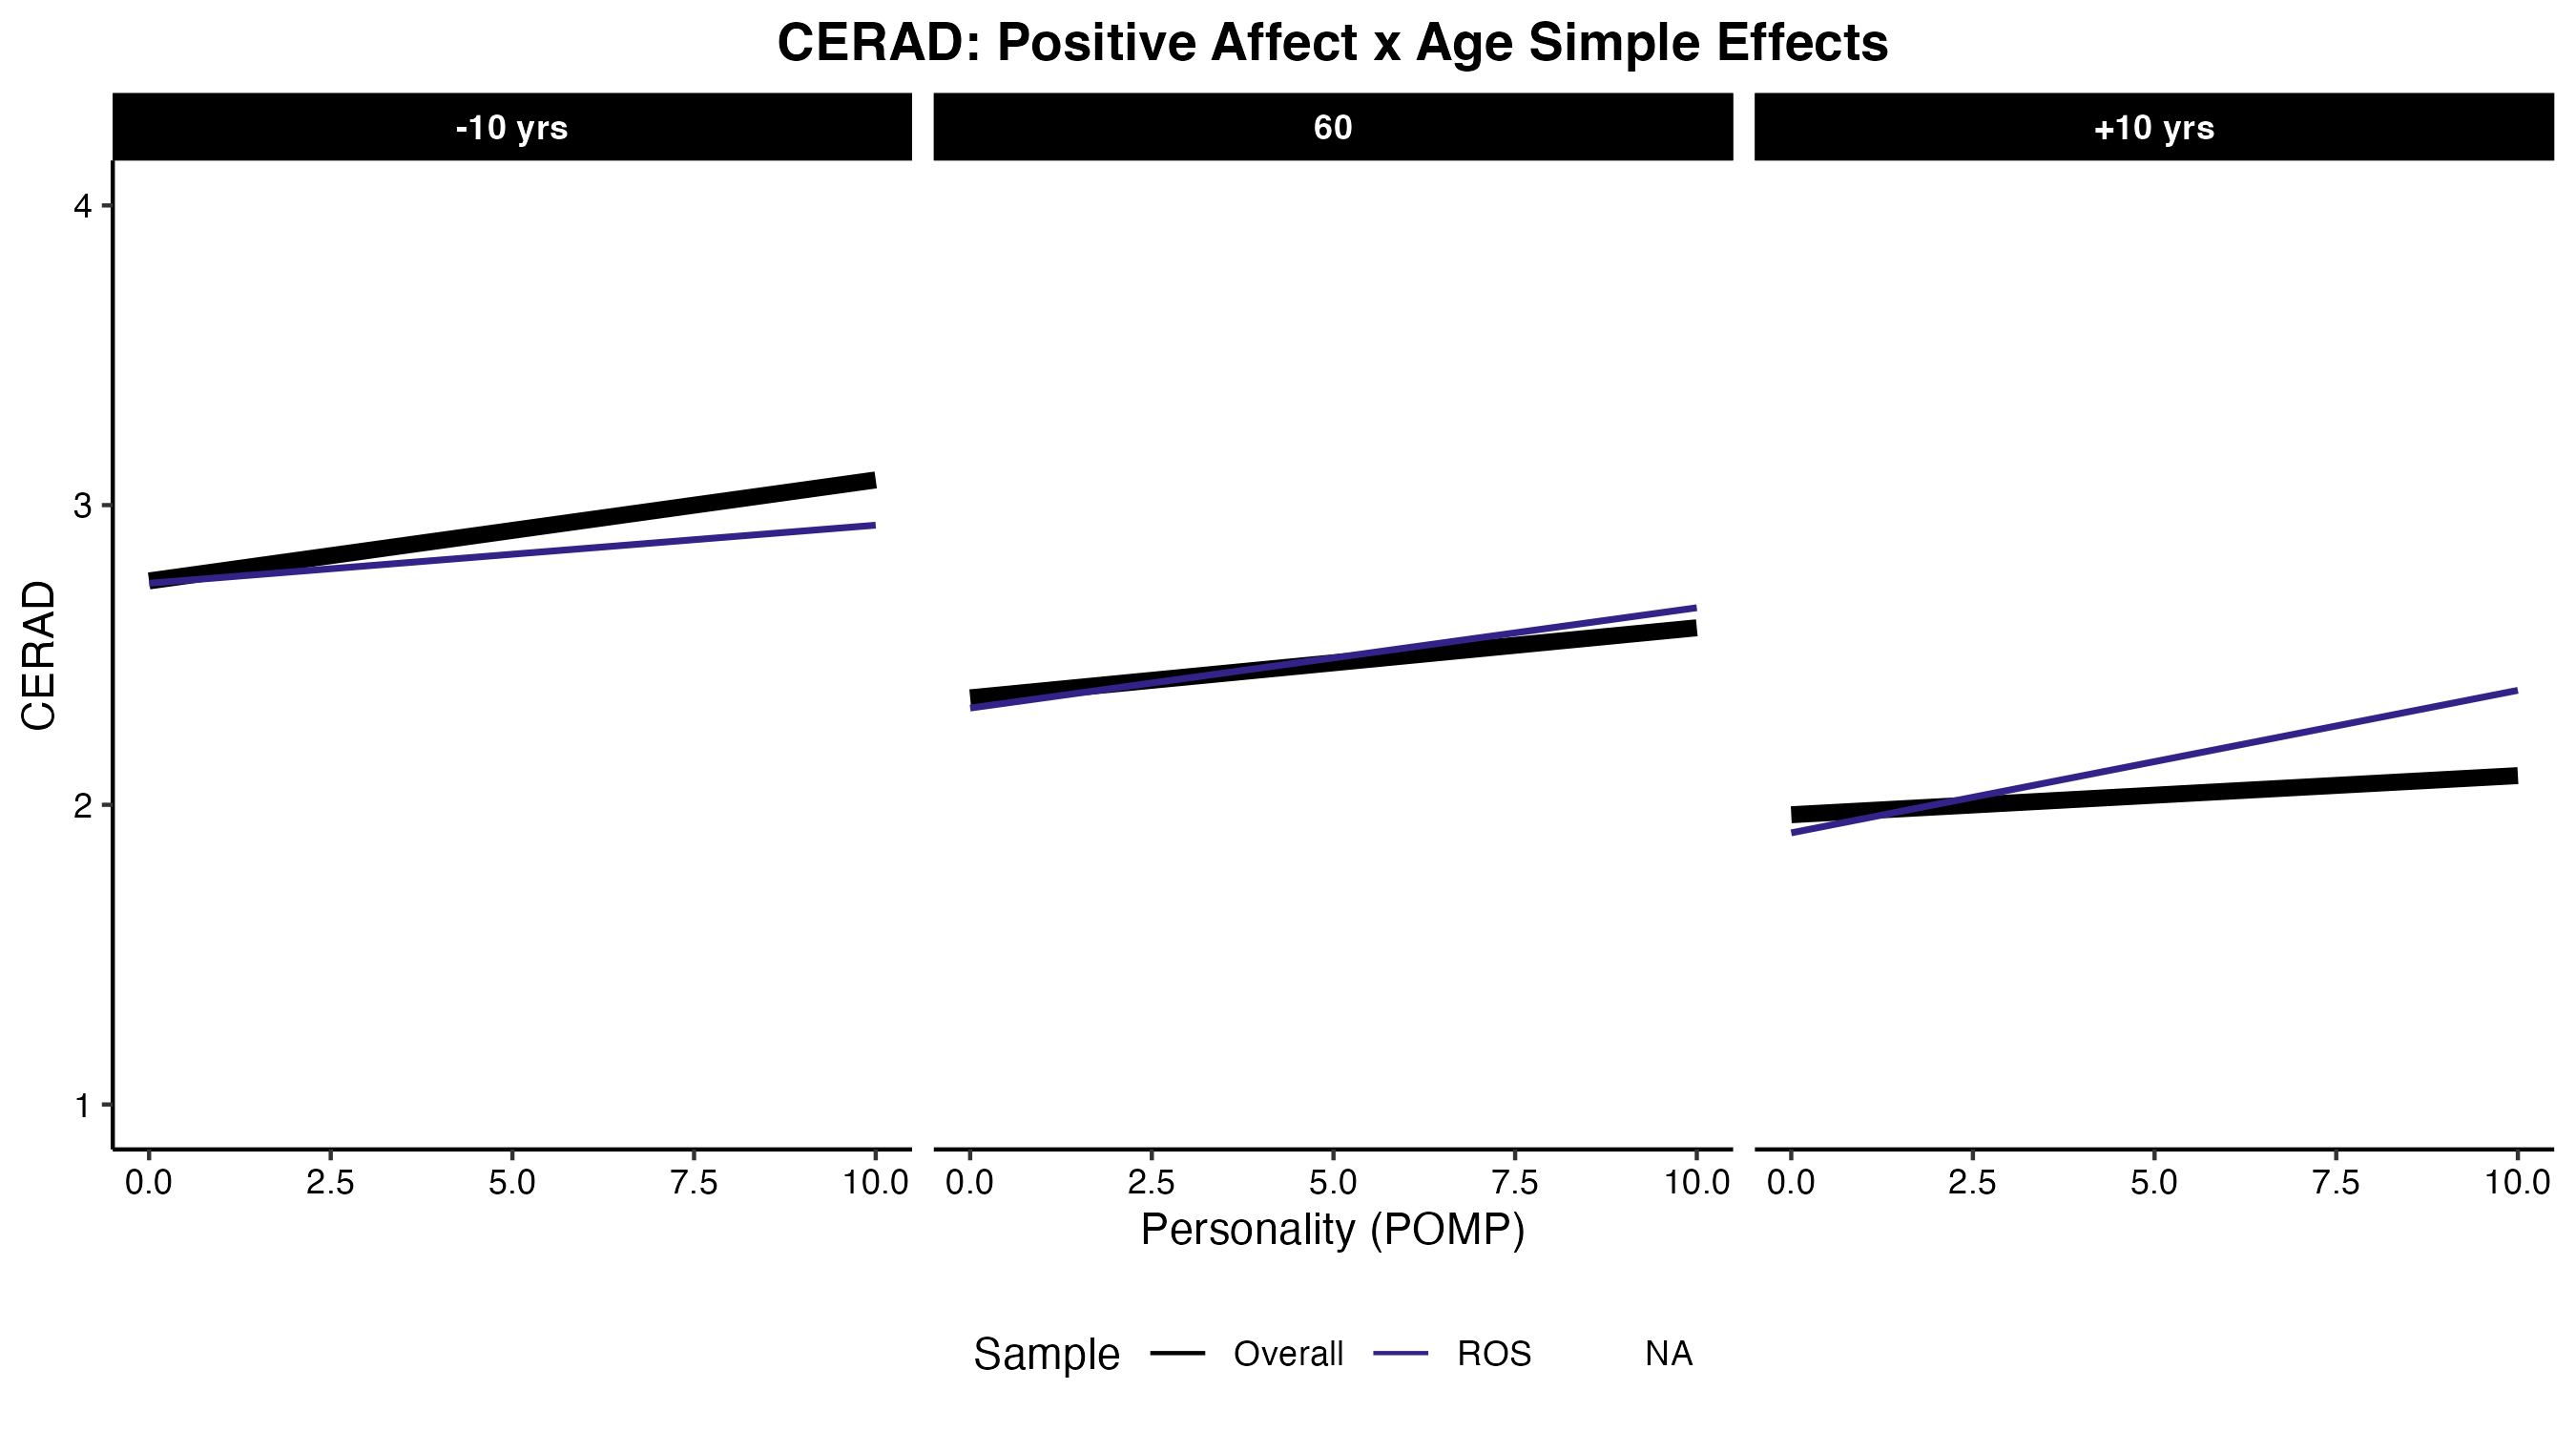 CERAD: Positive Affect x Age Simple Effects
-10 yrs 60 +10 yrs
4
3
2
1
CERAD
0.0 2.5 5.0 7.5 10.0 0.0 2.5 5.0 7.5 10.0 0.0 2.5 5.0 7.5 10.0
Personality (POMP)
Sample Overall ROS NA